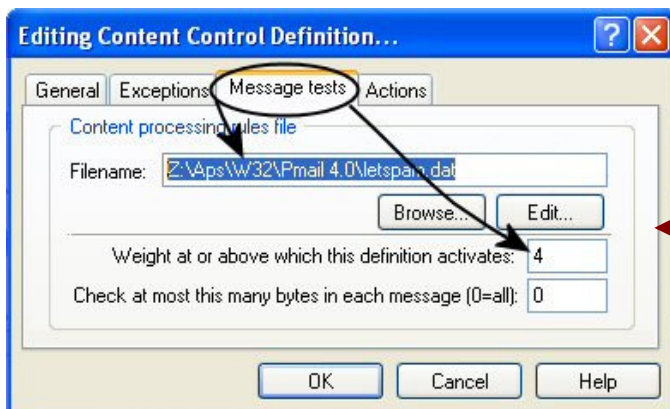 Editing Content Control Definition...
General Exceptions Message tests Actions
Content processing rules file
Filename: Z:\Aps\W32\Pmail 4.0\letspam.dat
Browse... Edit...
Weight at or above which this definition activates: 4
Check at most this many bytes in each message (0=all): 0
OK Cancel Help